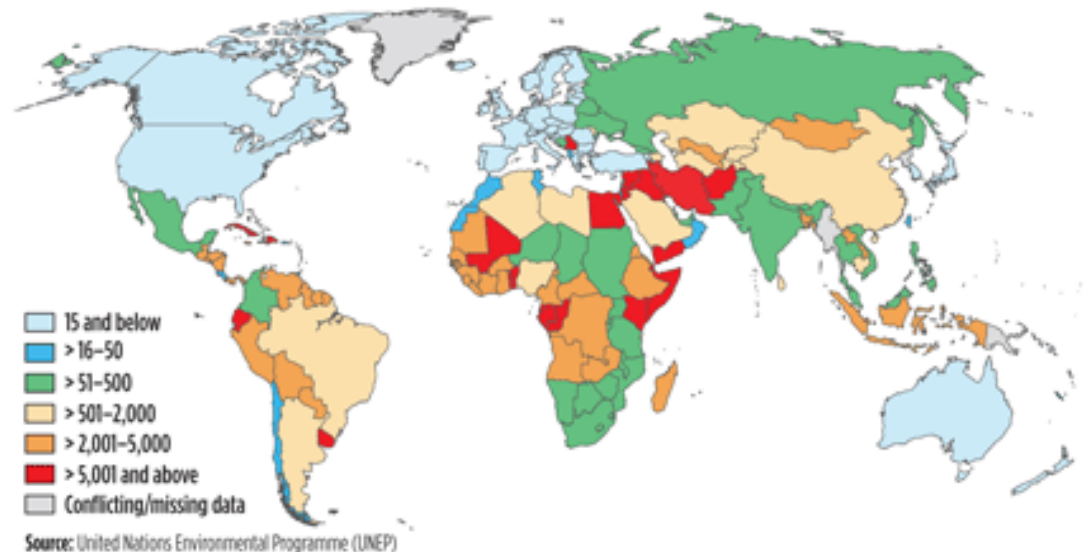 15 and below
> 16–50
> 51–500
> 501–2,000
> 2,001–5,000
> 5,001 and above
Conflicting/missing data
Source: United Nations Environmental Programme (UNEP)